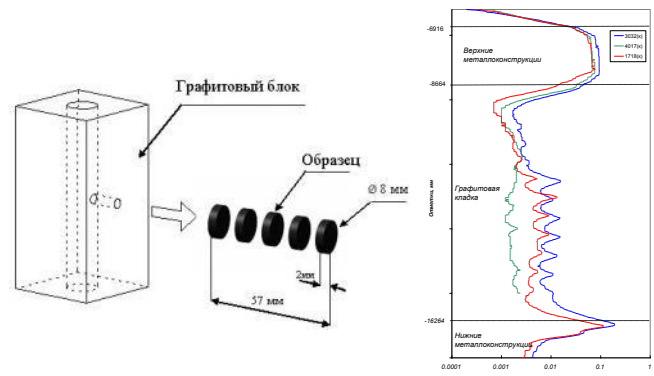 Графитовый блок
Образец
Ø 8 мм
2мм
57 мм
-6916
-8664
-16264
Отметки, мм
Верхние
металлоконструкции
Графитовая
кладка
Нижние
металлоконструкции
3032(к)
4017(к)
1718(к)
0.0001
0.001
0.01
0.1
1